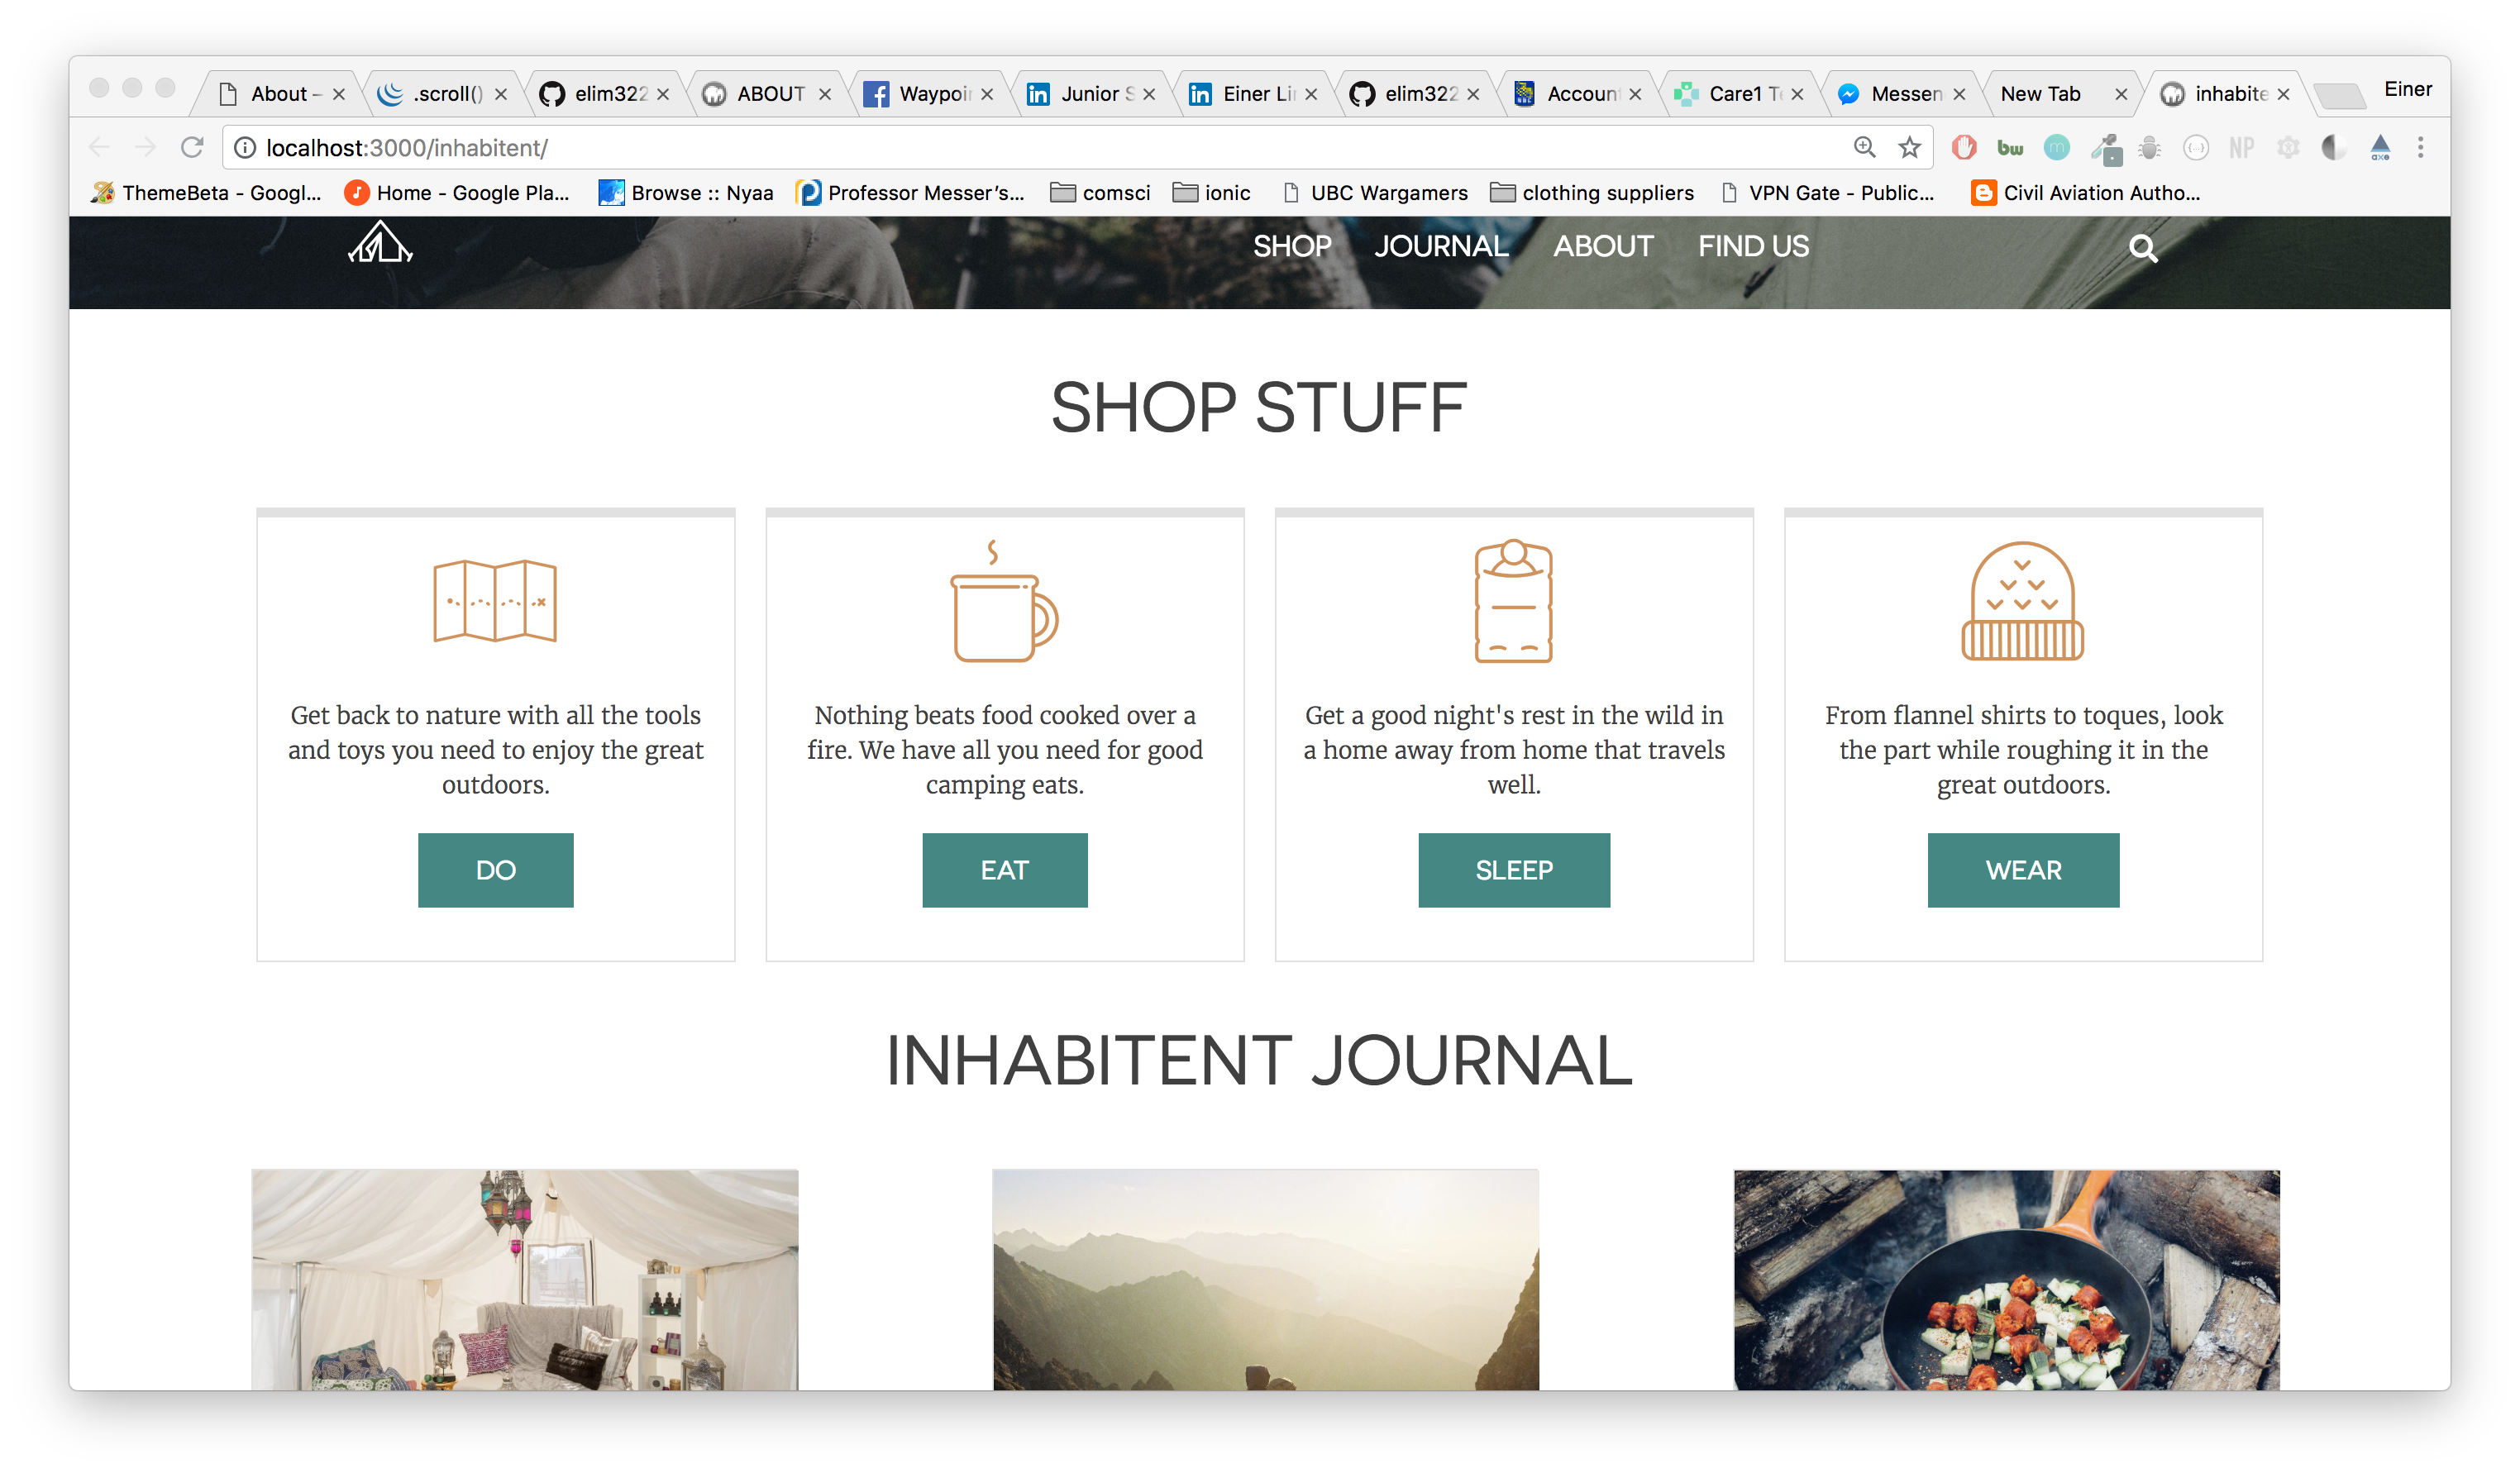 About –
.scroll()
elim322
ABOUT
Waypoi
Junior S
Einer Li
elim322
Accoun
Care1 T
Messen
New Tab
inhabite
Einer
localhost:3000/inhabitent/
bw
m
NP
axe
ThemeBeta - Googl...
Home - Google Pla...
Browse :: Nyaa
Professor Messer's...
comsci
ionic
UBC Wargamers
clothing suppliers
VPN Gate - Public...
Civil Aviation Autho...
SHOP
JOURNAL
ABOUT
FIND US
SHOP STUFF
Get back to nature with all the tools
and toys you need to enjoy the great
outdoors.
DO
Nothing beats food cooked over a
fire. We have all you need for good
camping eats.
EAT
Get a good night's rest in the wild in
a home away from home that travels
well.
SLEEP
From flannel shirts to toques, look
the part while roughing it in the
great outdoors.
WEAR
INHABITENT JOURNAL